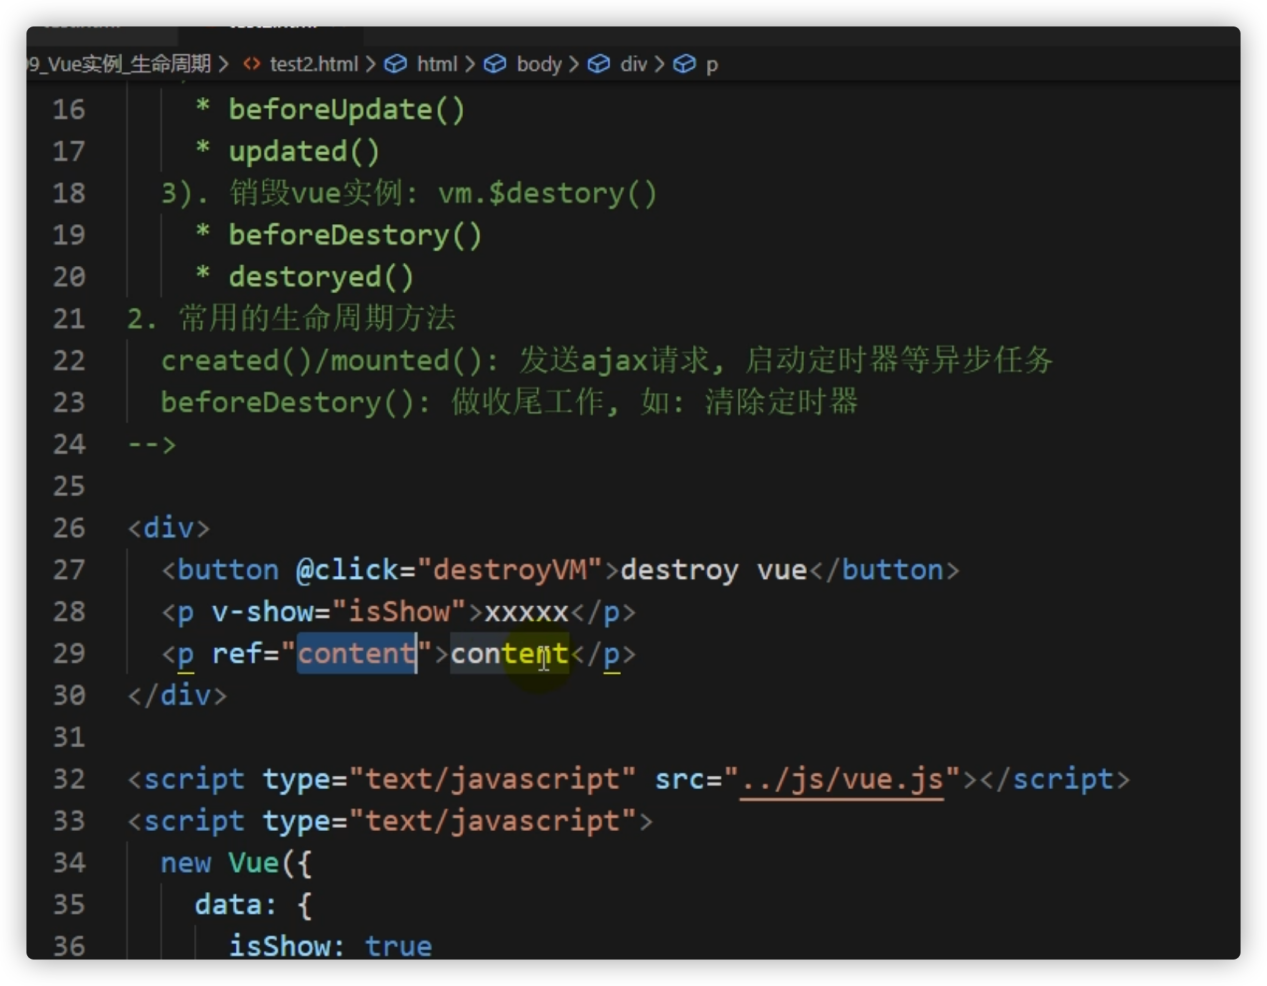 9_Vue实例_生命周期 > <> test2.html > html > body > div > p
16 * beforeUpdate()
17 * updated()
18 3). 销毁vue实例: vm.$destory()
19 * beforeDestory()
20 * destoryed()
21 2. 常用的生命周期方法
22 created()/mounted(): 发送ajax请求, 启动定时器等异步任务
23 beforeDestory(): 做收尾工作, 如: 清除定时器
24 -->
25
26 <div>
27 <button @click="destroyVM">destroy vue</button>
28 <p v-show="isShow">xxxxx</p>
29 <p ref="content">content</p>
30 </div>
31
32 <script type="text/javascript" src="../js/vue.js"></script>
33 <script type="text/javascript">
34 new Vue({
35 data: {
36 isShow: true